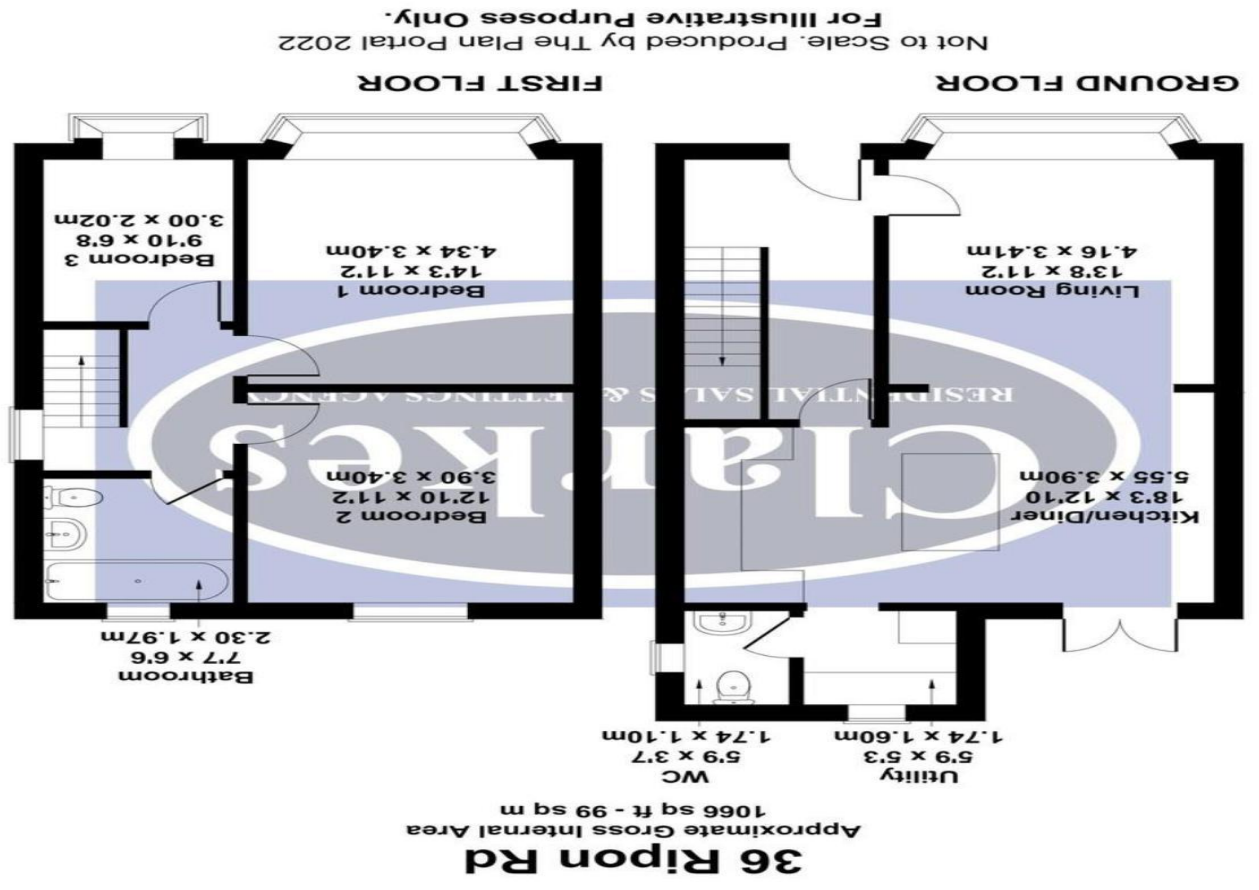 36 Ripon Rd
Approximate Gross Internal Area
1066 sq ft - 99 sq m
Utility
5'9 x 5'3
1.74 x 1.60m
WC
5'9 x 3'7
1.74 x 1.10m
Bathroom
7'7 x 6'6
2.30 x 1.97m
Kitchen/Diner
18'3 x 12'10
5.55 x 3.90m
Bedroom 2
12'10 x 11'2
3.90 x 3.40m
Clarkes
RESIDENTIAL SALES & LETTINGS AGENCY
Living Room
13'8 x 11'2
4.16 x 3.41m
Bedroom 1
14'3 x 11'2
4.34 x 3.40m
Bedroom 3
9'10 x 6'8
3.00 x 2.02m
GROUND FLOOR
FIRST FLOOR
Not to Scale. Produced by The Plan Portal 2022
For Illustrative Purposes Only.